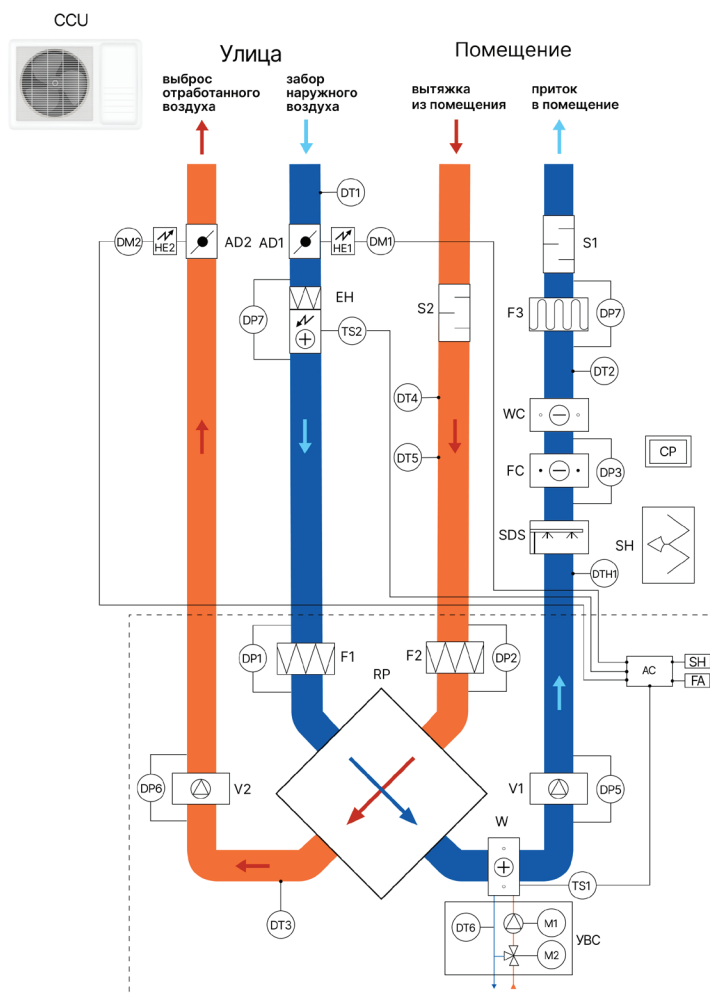 CCU
Улица
Помещение
выброс
отработанного
воздуха
забор
наружного
воздуха
вытяжка
из помещения
приток
в помещение
DT1
DM2
HE2
AD2
AD1
HE1
DM1
S1
EH
DP7
TS2
S2
F3
DP7
DT2
DT4
WC
DT5
FC
DP3
CP
SDS
SH
DTH1
DP1
F1
F2
DP2
RP
AC
SH
FA
DP6
V2
V1
DP5
W
TS1
DT3
DT6
M1
M2
УВС